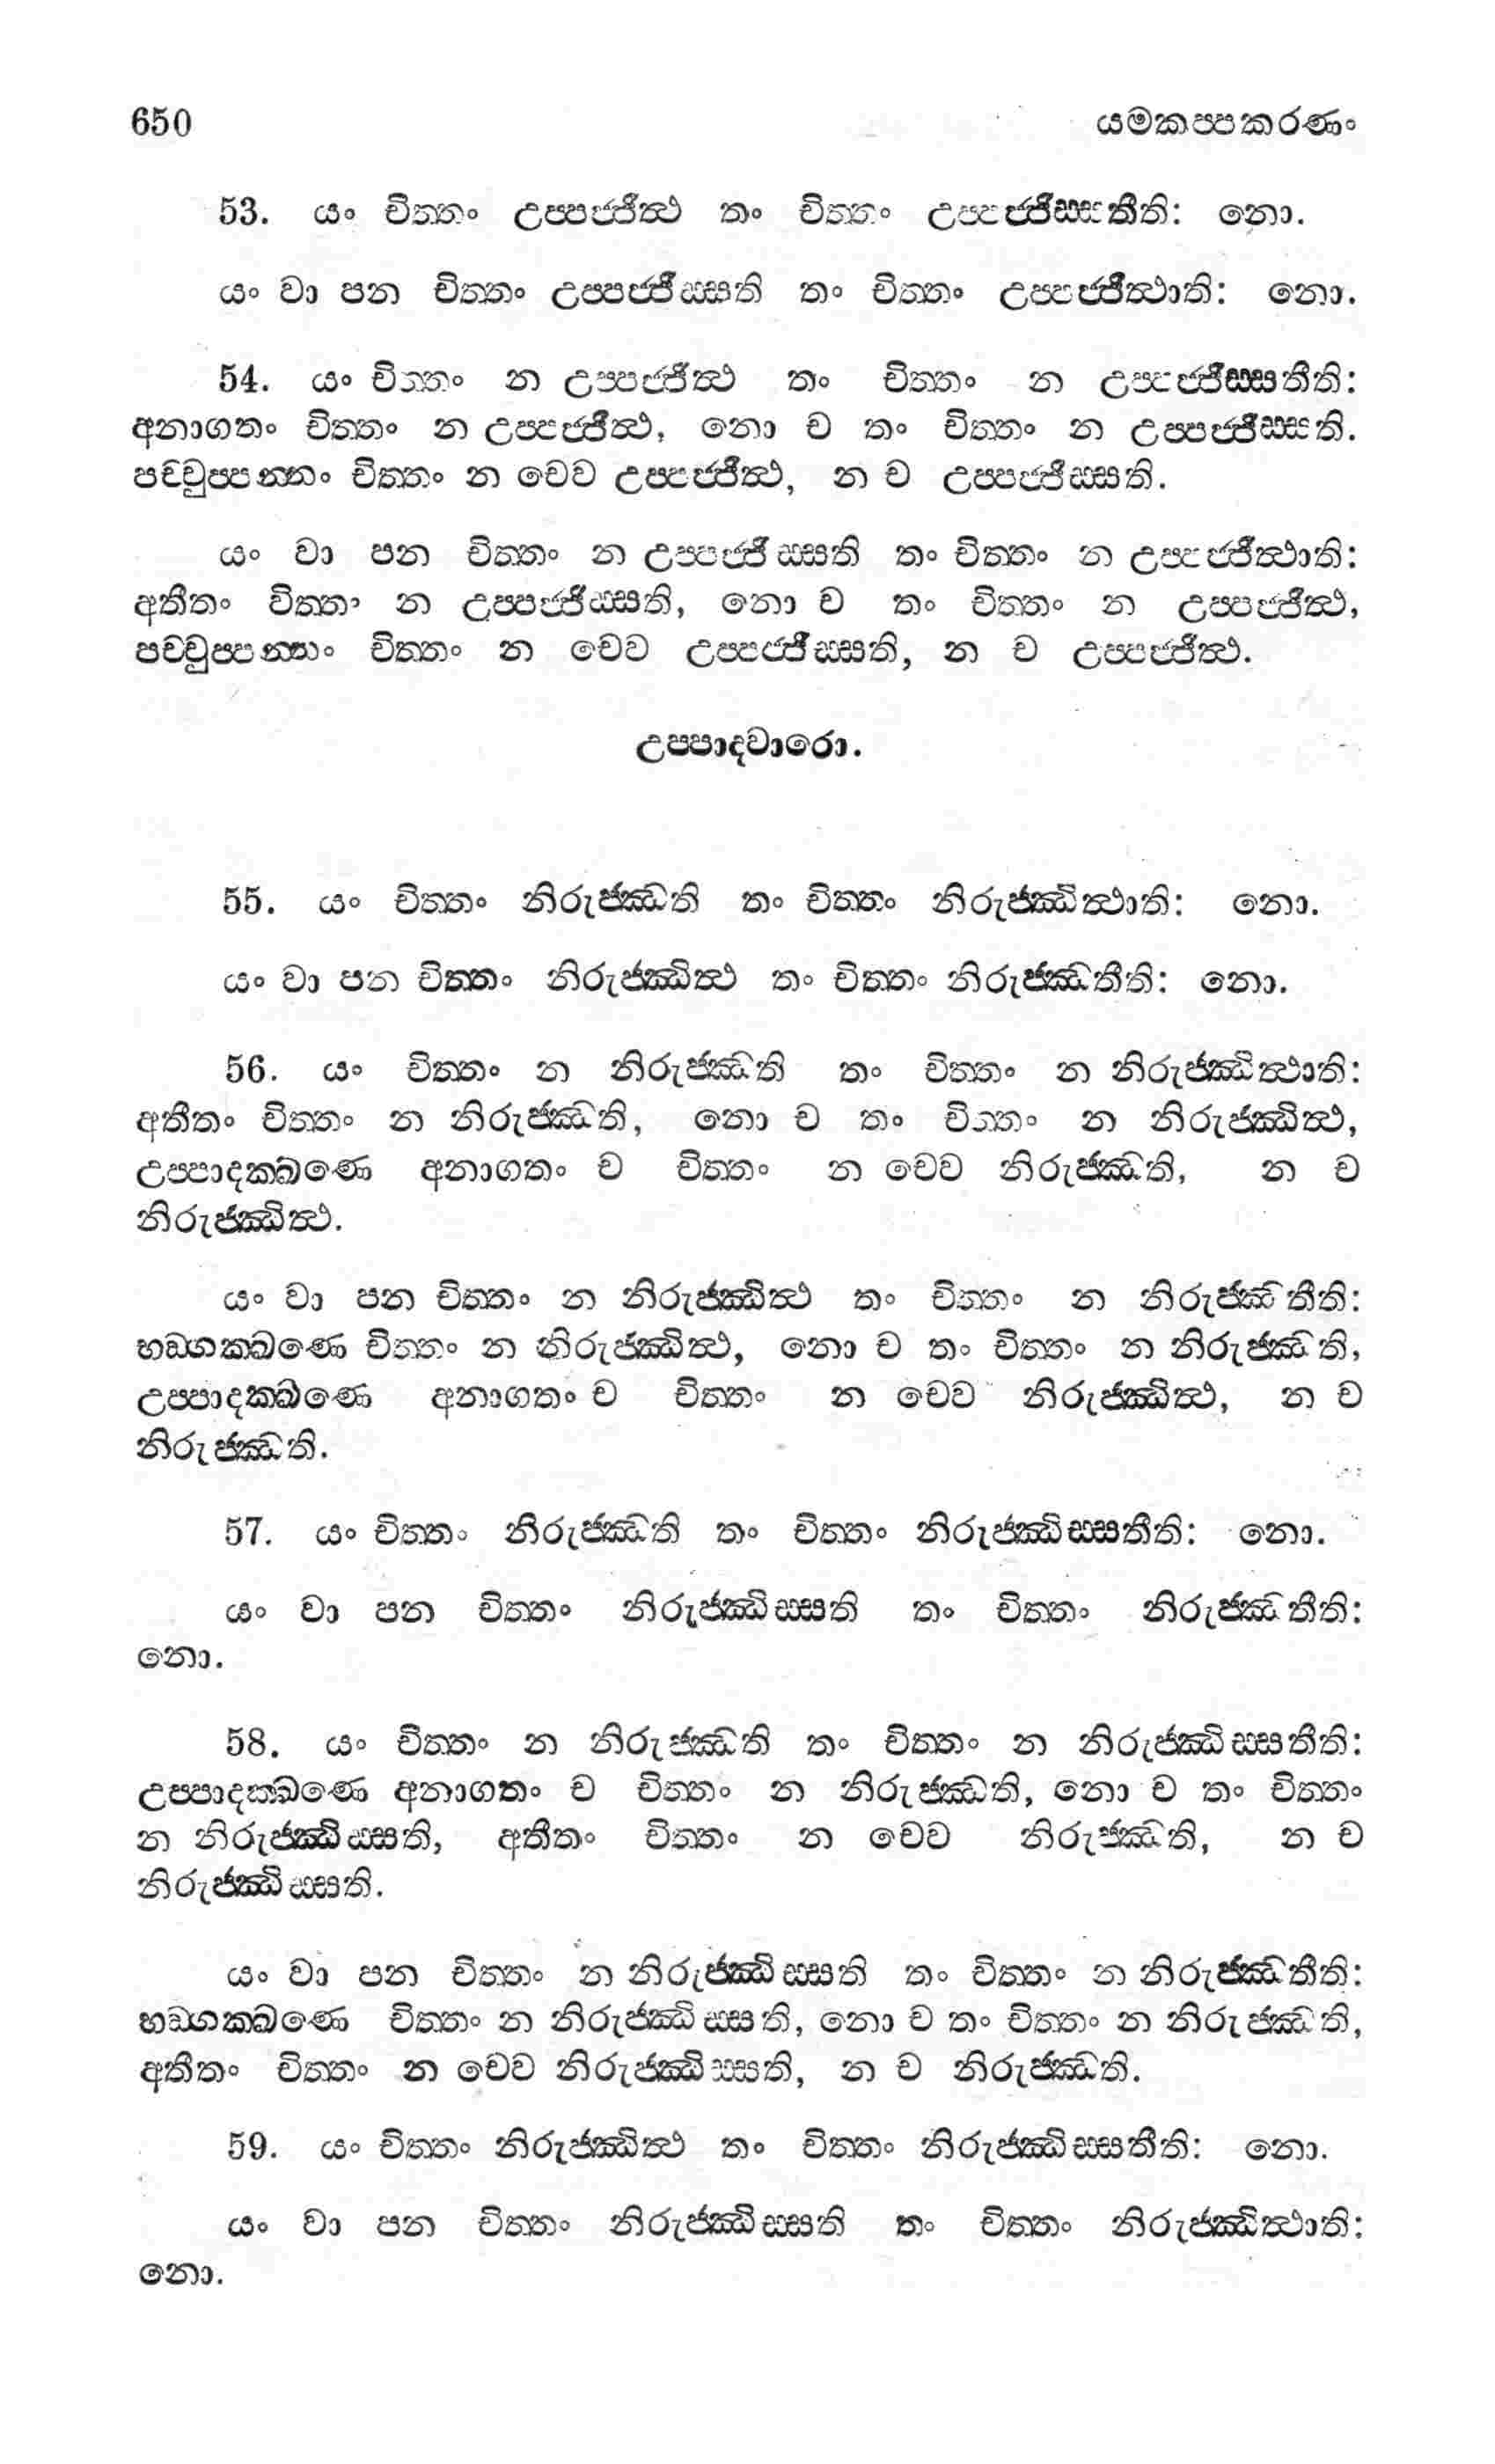 650 යමකප්පකරණං
53. යං චිත්තං උප්පජ්ජිත්ථ තං චිත්තං උප්පජ්ජිස්සතීති: නො.
යං වා පන චිත්තං උප්පජ්ජිස්සති තං චිත්තං උප්පජ්ජිත්ථාති: නො.
54. යං චිත්තං න උප්පජ්ජිත්ථ තං චිත්තං න උප්පජ්ජිස්සතීති:
අනාගතං චිත්තං න උප්පජ්ජිත්ථ, නො ච තං චිත්තං න උප්පජ්ජිස්සති.
පච්චුප්පන්නං චිත්තං න චෙව උප්පජ්ජිත්ථ, න ච උප්පජ්ජිස්සති.
යං වා පන චිත්තං න උප්පජ්ජිස්සති තං චිත්තං න උප්පජ්ජිත්ථාති:
අතීතං චිත්තං න උප්පජ්ජිස්සති, නො ච තං චිත්තං න උප්පජ්ජිත්ථ,
පච්චුප්පන්නං චිත්තං න චෙව උප්පජ්ජිස්සති, න ච උප්පජ්ජිත්ථ.
උප්පාදවාරො.
55. යං චිත්තං නිරුජ්ඣති තං චිත්තං නිරුජ්ඣිත්ථාති: නො.
යං වා පන චිත්තං නිරුජ්ඣිත්ථ තං චිත්තං නිරුජ්ඣතීති: නො.
56. යං චිත්තං න නිරුජ්ඣති තං චිත්තං න නිරුජ්ඣිත්ථාති:
අතීතං චිත්තං න නිරුජ්ඣති, නො ච තං චිත්තං න නිරුජ්ඣිත්ථ,
උප්පාදක්ඛණෙ අනාගතං ච චිත්තං න චෙව නිරුජ්ඣති, න ච
නිරුජ්ඣිත්ථ.
යං වා පන චිත්තං න නිරුජ්ඣිත්ථ තං චිත්තං න නිරුජ්ඣතීති:
භඞ්ගක්ඛණෙ චිත්තං න නිරුජ්ඣිත්ථ, නො ච තං චිත්තං න නිරුජ්ඣති,
උප්පාදක්ඛණෙ අනාගතං ච චිත්තං න චෙව නිරුජ්ඣිත්ථ, න ච
නිරුජ්ඣති.
57. යං චිත්තං නිරුජ්ඣති තං චිත්තං නිරුජ්ඣිස්සතීති: නො.
යං වා පන චිත්තං නිරුජ්ඣිස්සති තං චිත්තං නිරුජ්ඣතීති:
නො.
58. යං චිත්තං න නිරුජ්ඣති තං චිත්තං න නිරුජ්ඣිස්සතීති:
උප්පාදක්ඛණෙ අනාගතං ච චිත්තං න නිරුජ්ඣති, නො ච තං චිත්තං
න නිරුජ්ඣිස්සති, අතීතං චිත්තං න චෙව නිරුජ්ඣති, න ච
නිරුජ්ඣිස්සති.
යං වා පන චිත්තං න නිරුජ්ඣිස්සති තං චිත්තං න නිරුජ්ඣතීති:
භඞ්ගක්ඛණෙ චිත්තං න නිරුජ්ඣිස්සති, නො ච තං චිත්තං න නිරුජ්ඣති,
අතීතං චිත්තං න චෙව නිරුජ්ඣිස්සති, න ච නිරුජ්ඣති.
59. යං චිත්තං නිරුජ්ඣිත්ථ තං චිත්තං නිරුජ්ඣිස්සතීති: නො.
යං වා පන චිත්තං නිරුජ්ඣිස්සති තං චිත්තං නිරුජ්ඣිත්ථාති:
නො.